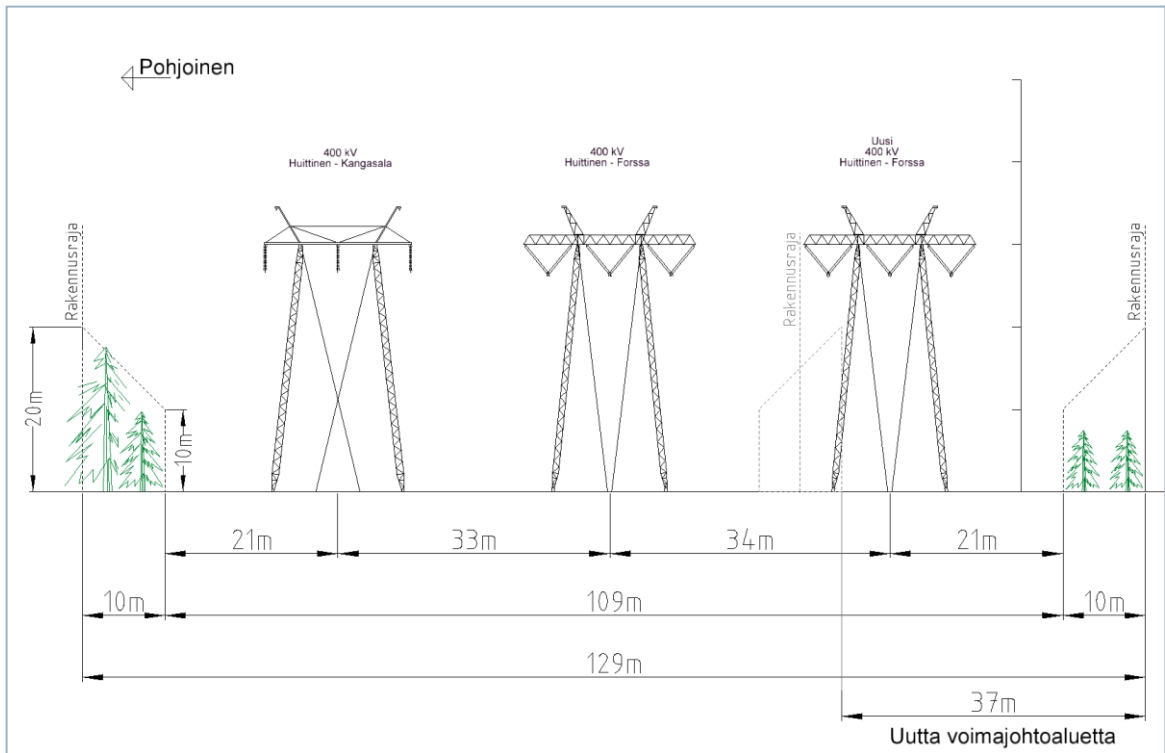 Pohjoinen
400 kV
Huittinen - Kangasala
400 kV
Huittinen - Forssa
Uusi
400 kV
Huittinen - Forssa
Rakennusraja
Rakennusraja
Rakennusraja
20m
10m
21m
33m
34m
21m
10m
109m
10m
129m
37m
Uutta voimajohtoaluetta